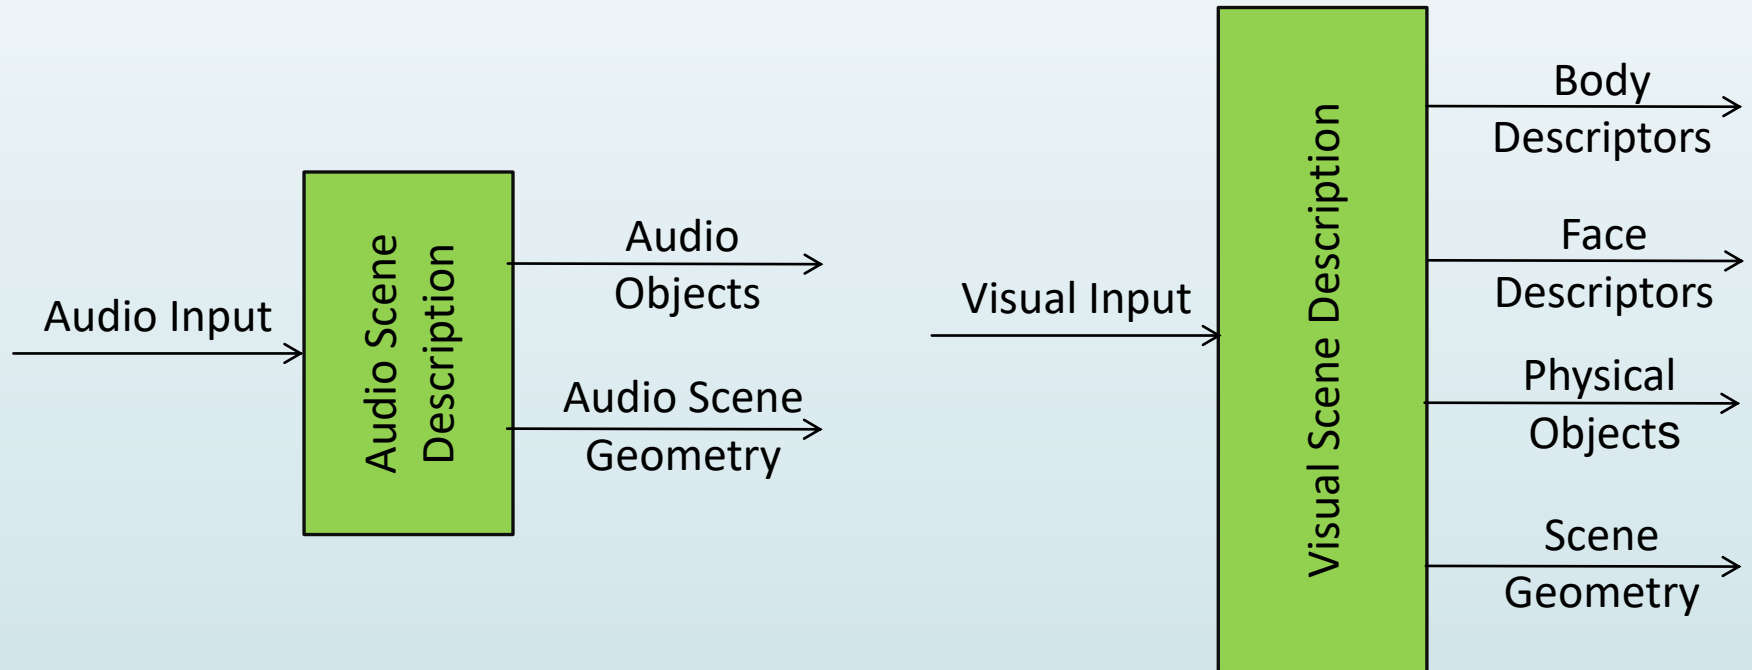 Audio Input
Audio Scene
Description
Audio
Objects
Audio Scene
Geometry
Visual Input
Visual Scene Description
Body
Descriptors
Face
Descriptors
Physical
Objects
Scene
Geometry